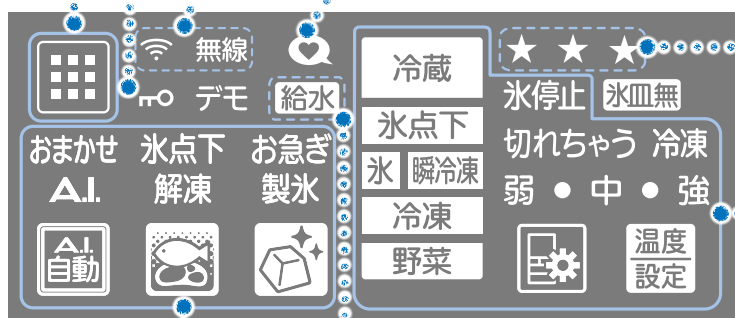 無線
デモ 給水
おまかせ A.I.
氷点下 解凍
お急ぎ 製氷
A.I. 自動
冷蔵
氷点下
氷 瞬冷凍
冷凍
野菜
★ ★ ★
氷停止 氷皿無
切れちゃう 冷凍
弱 ● 中 ● 強
温度 設定